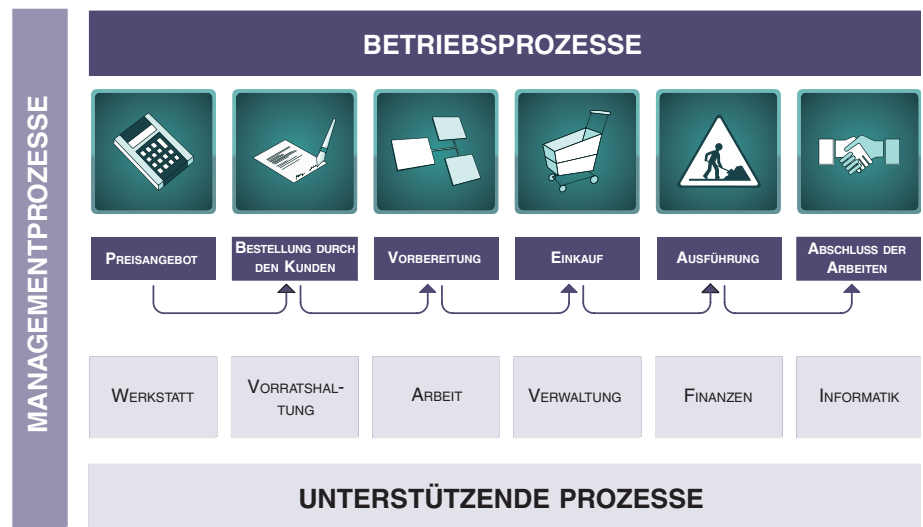 MANAGEMENTPROZESSE
BETRIEBSPROZESSE
PREISANGEBOT
BESTELLUNG DURCH
DEN KUNDEN
VORBEREITUNG
EINKAUF
AUSFÜHRUNG
ABSCHLUSS DER
ARBEITEN
WERKSTATT
VORRATSHAL-
TUNG
ARBEIT
VERWALTUNG
FINANZEN
INFORMATIK
UNTERSTÜTZENDE PROZESSE